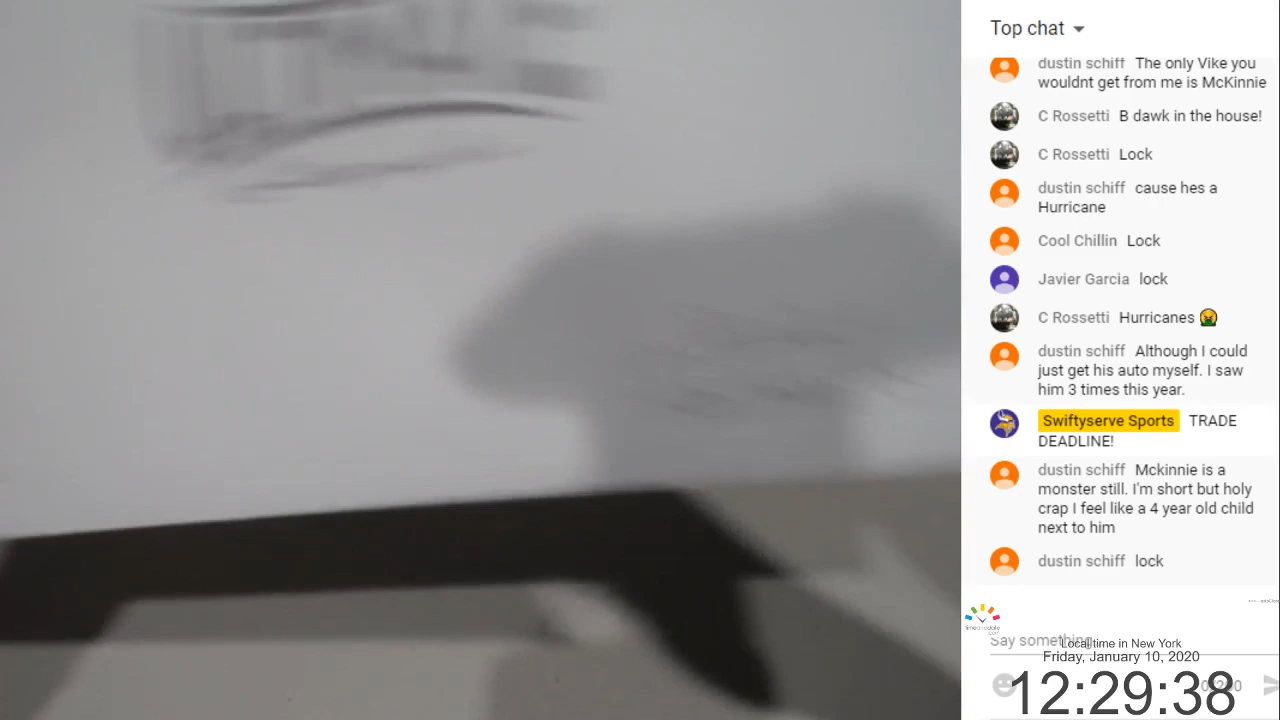 Top chat
dustin schiff The only Vike you
wouldnt get from me is McKinnie
C Rossetti B dawk in the house!
C Rossetti Lock
dustin schiff cause hes a
Hurricane
Cool Chillin Lock
Javier Garcia lock
C Rossetti Hurricanes 🤮
dustin schiff Although I could
just get his auto myself. I saw
him 3 times this year.
Swiftyserve Sports TRADE
DEADLINE!
dustin schiff Mckinnie is a
monster still. I'm short but holy
crap I feel like a 4 year old child
next to him
dustin schiff lock
Say something...
Local time in New York
Friday, January 10, 2020
12:29:38